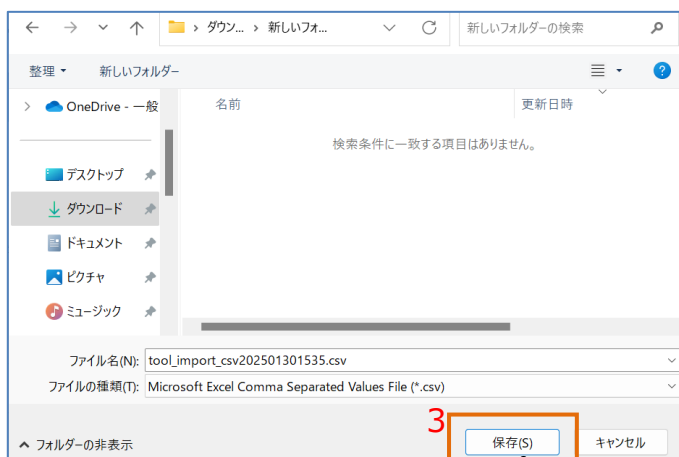 ダウン... › 新しいフォ... 新しいフォルダーの検索
整理 新しいフォルダー
OneDrive - 一般
名前 更新日時
検索条件に一致する項目はありません。
デスクトップ
ダウンロード
ドキュメント
ピクチャ
ミュージック
ファイル名(N): tool_import_csv202501301535.csv
ファイルの種類(T): Microsoft Excel Comma Separated Values File (*.csv)
3
フォルダーの非表示 保存(S) キャンセル